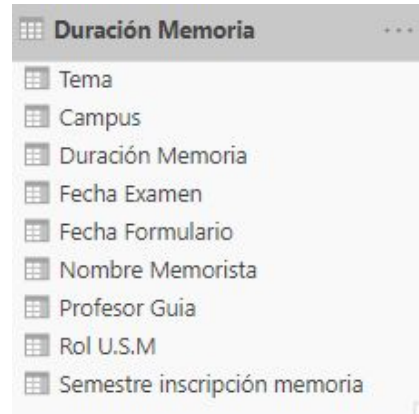 Duración Memoria
Tema
Campus
Duración Memoria
Fecha Examen
Fecha Formulario
Nombre Memorista
Profesor Guia
Rol U.S.M
Semestre inscripción memoria